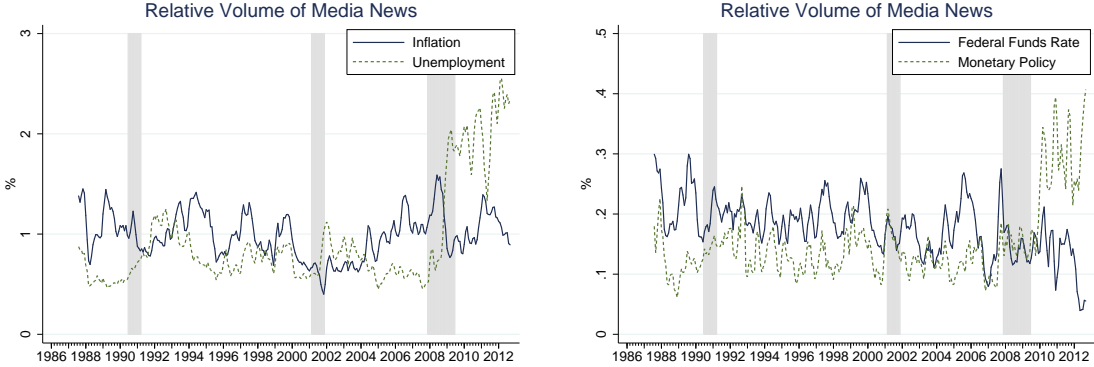 Relative Volume of Media News
3
2
1
0
%
Inflation
Unemployment
1986 1988 1990 1992 1994 1996 1998 2000 2002 2004 2006 2008 2010 2012
Relative Volume of Media News
.5
.4
.3
.2
.1
0
%
Federal Funds Rate
Monetary Policy
1986 1988 1990 1992 1994 1996 1998 2000 2002 2004 2006 2008 2010 2012